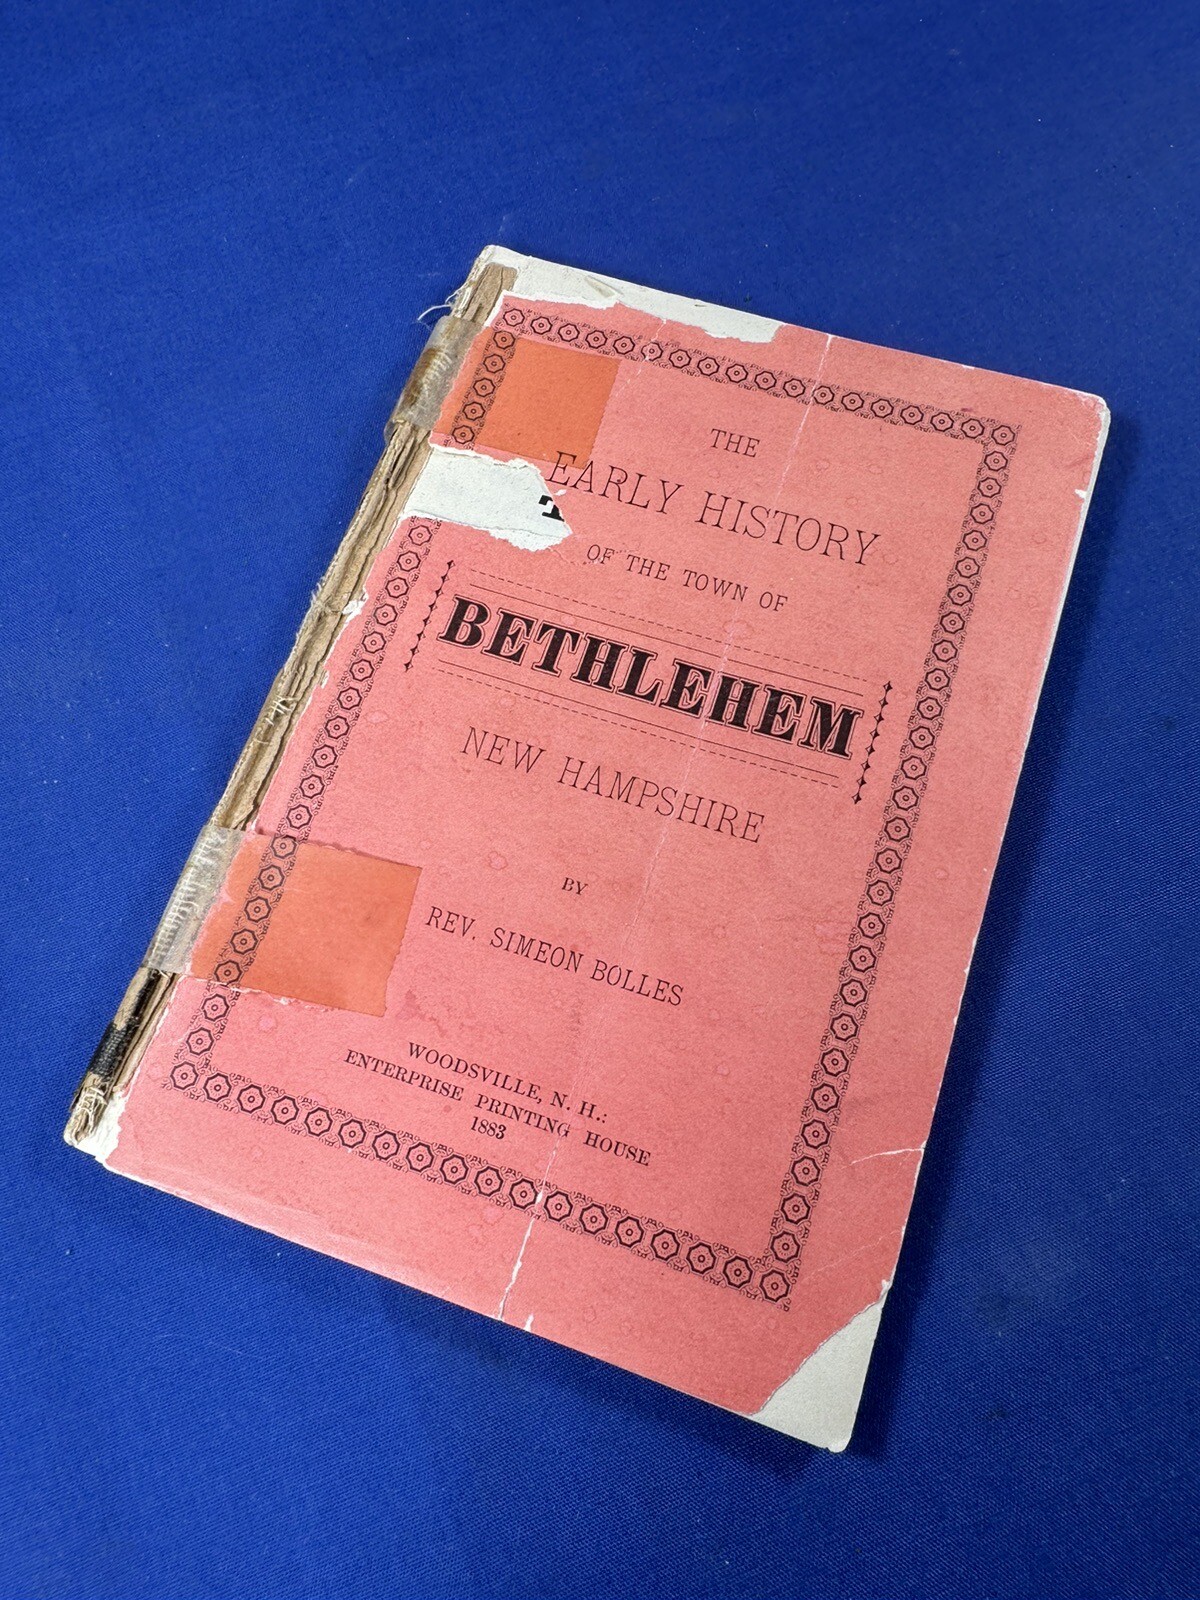 THE
EARLY HISTORY
OF THE TOWN OF
BETHLEHEM
NEW HAMPSHIRE
BY
REV. SIMEON BOLLES
WOODSVILLE, N. H.:
ENTERPRISE PRINTING HOUSE
1883